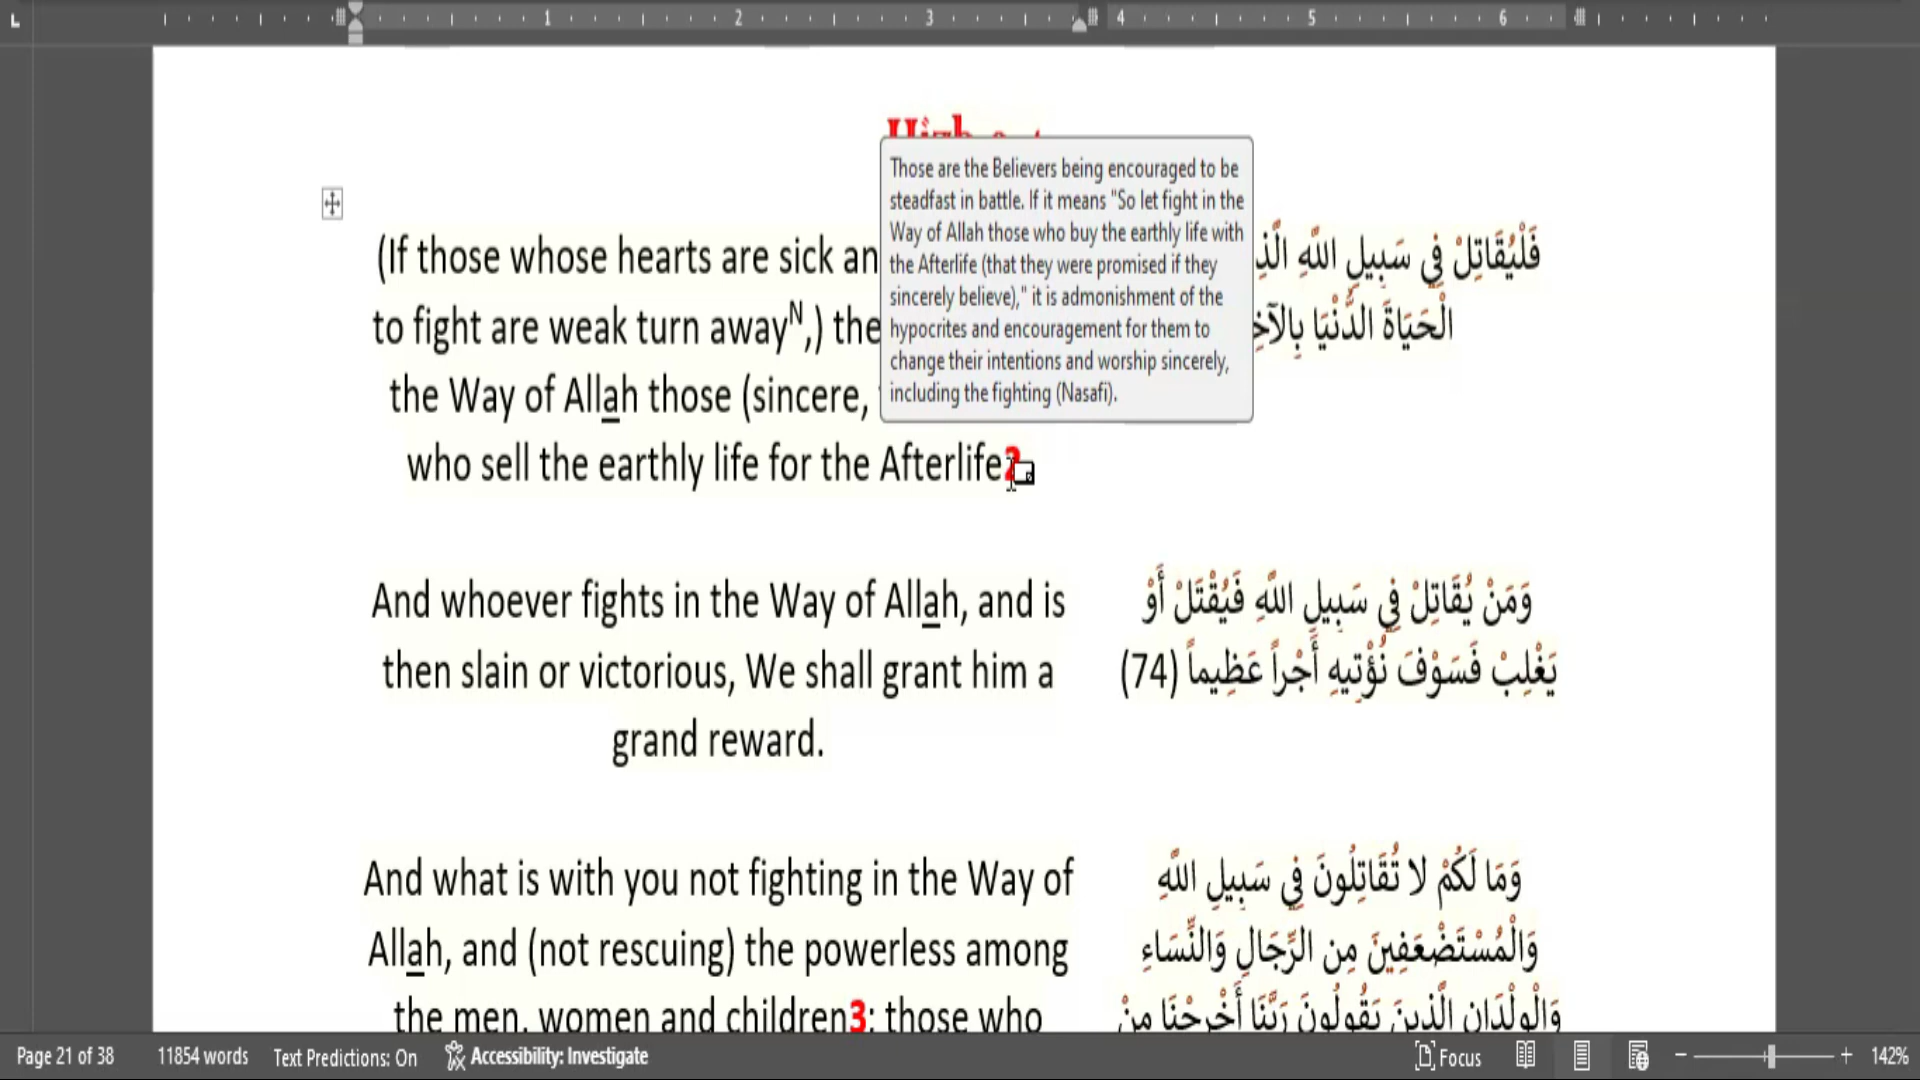 1 2 3 4 5 6
Those are the Believers being encouraged to be
steadfast in battle. If it means "So let fight in the
Way of Allah those who buy the earthly life with
the Afterlife (that they were promised if they
sincerely believe)," it is admonishment of the
hypocrites and encouragement for them to
change their intentions and worship sincerely,
including the fighting (Nasafi).
(If those whose hearts are sick an
to fight are weak turn awayᴺ,) the
the Way of Allah those (sincere,
who sell the earthly life for the Afterlife2
فَلْيُقَاتِلْ فِي سَبِيلِ اللَّهِ
الْحَيَاةَ الدُّنْيَا
And whoever fights in the Way of Allah, and is
then slain or victorious, We shall grant him a
grand reward.
وَمَنْ يُقَاتِلْ فِي سَبِيلِ اللَّهِ فَيُقْتَلْ أَوْ
يَغْلِبْ فَسَوْفَ نُؤْتِيهِ أَجْراً عَظِيماً (74)
And what is with you not fighting in the Way of
Allah, and (not rescuing) the powerless among
the men, women and children3; those who
وَمَا لَكُمْ لا تُقَاتِلُونَ فِي سَبِيلِ اللَّهِ
وَالْمُسْتَضْعَفِينَ مِن الرِّجَالِ وَالنِّسَاءِ
وَالْوِلْدَانِ الَّذِينَ يَقُولُونَ رَبَّنَا أَخْرِجْنَا مِنْ
Page 21 of 38 11854 words Text Predictions: On Accessibility: Investigate Focus 142%